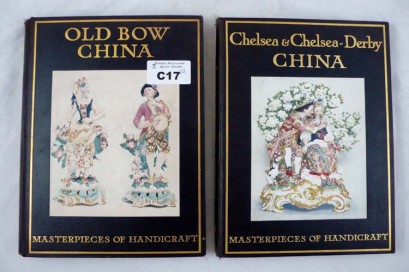 OLD BOW
CHINA
C17
MASTERPIECES OF HANDICRAFT
Chelsea & Chelsea-Derby
CHINA
MASTERPIECES OF HANDICRAFT